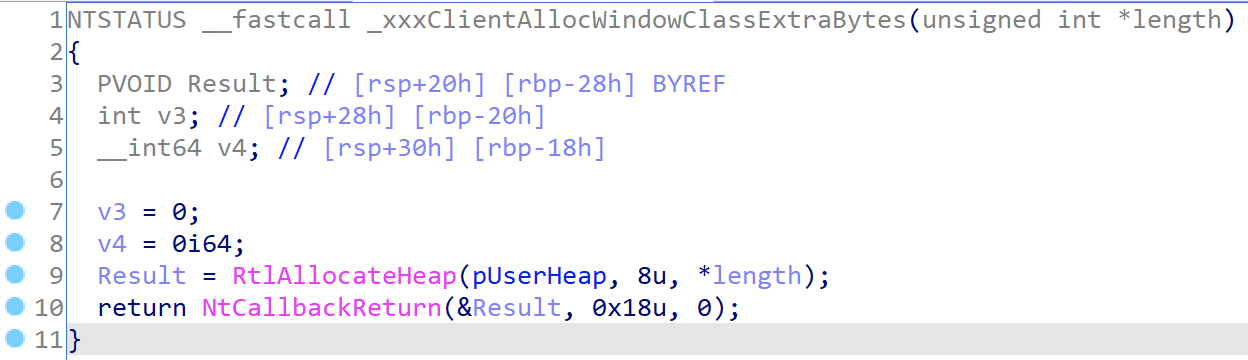 1 NTSTATUS __fastcall _xxxClientAllocWindowClassExtraBytes(unsigned int *length)
2 {
3   PVOID Result; // [rsp+20h] [rbp-28h] BYREF
4   int v3; // [rsp+28h] [rbp-20h]
5   __int64 v4; // [rsp+30h] [rbp-18h]
6
7   v3 = 0;
8   v4 = 0i64;
9   Result = RtlAllocateHeap(pUserHeap, 8u, *length);
10   return NtCallbackReturn(&Result, 0x18u, 0);
11 }